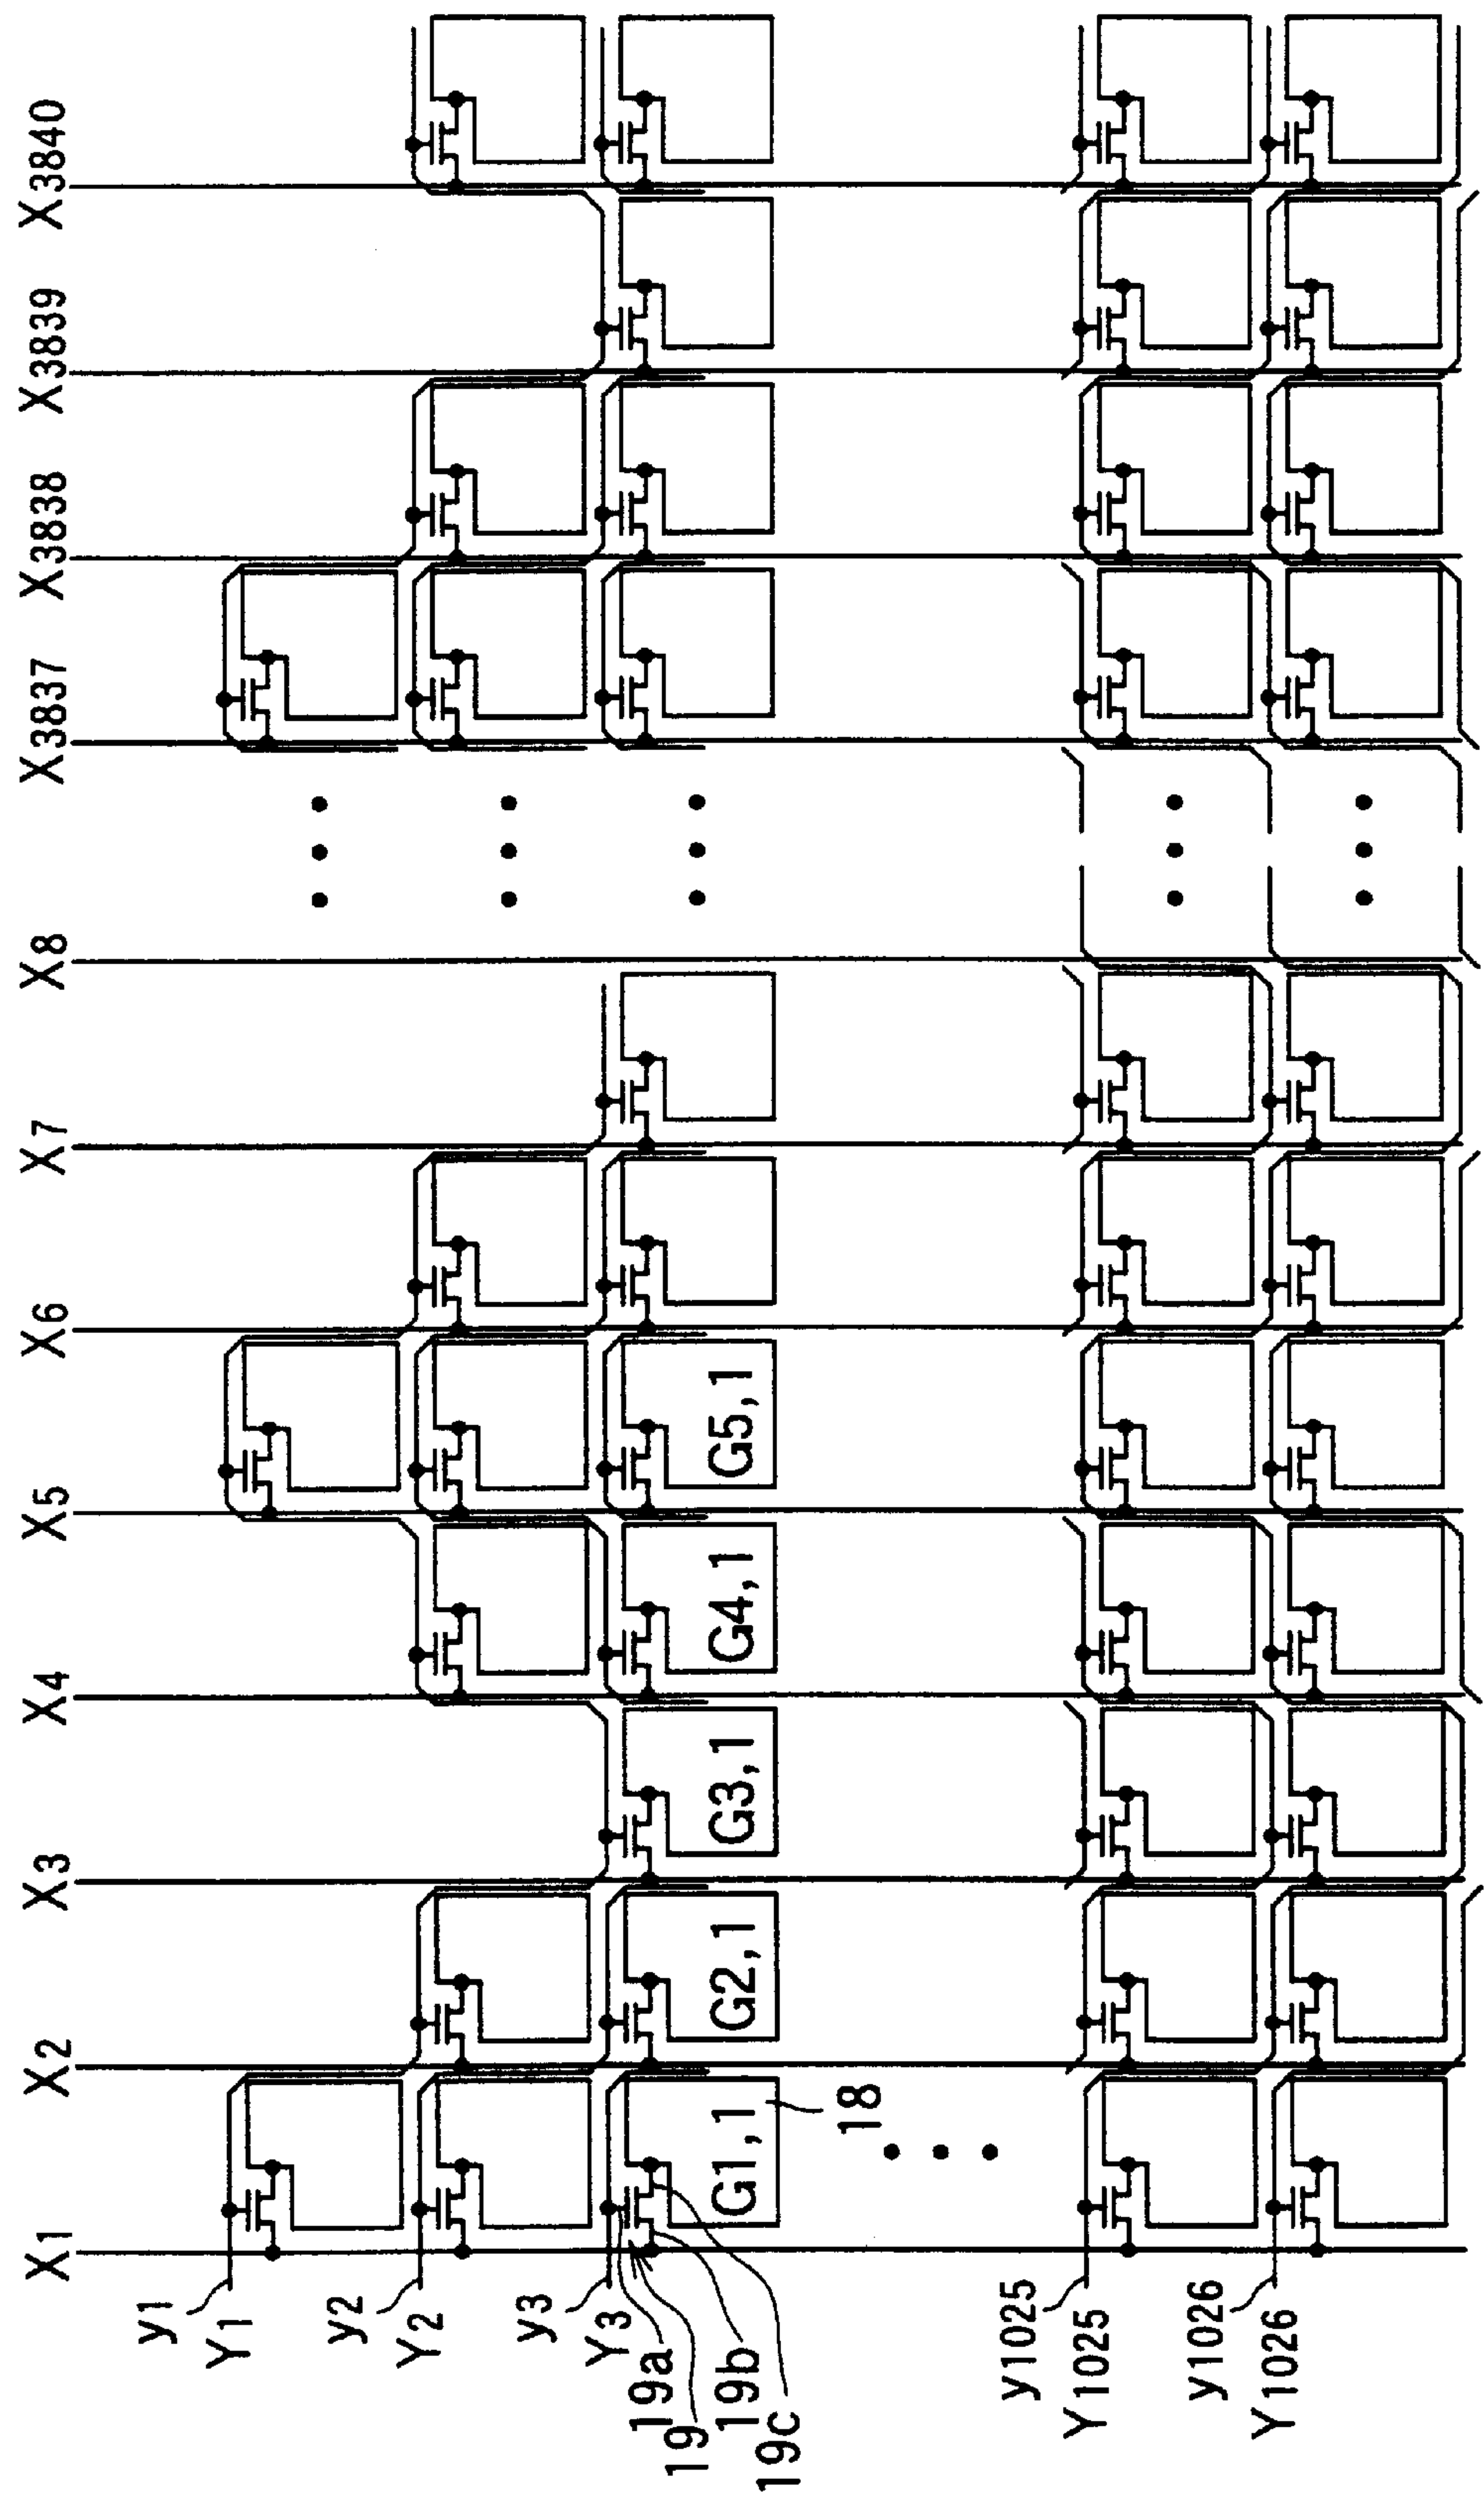 X1
X2
X3
X4
X5
X6
X7
X8
X3837
X3838
X3839
X3840
y1
Y1
y2
Y2
y3
Y3
19a
19
19b
19c
G1,1
G2,1
G3,1
G4,1
G5,1
18
y1025
Y1025
y1026
Y1026